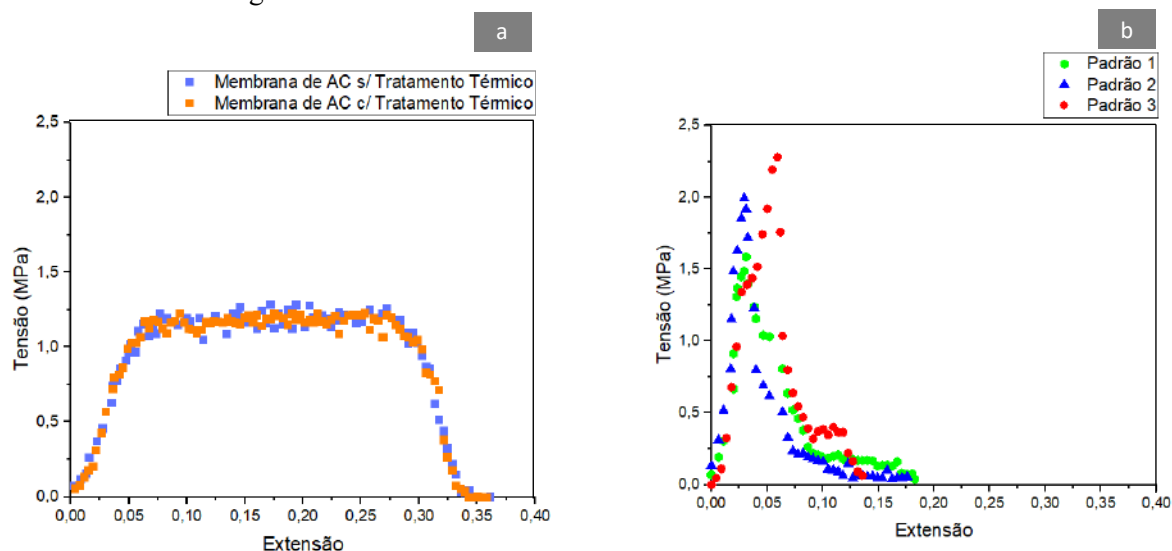 a
Membrana de AC s/ Tratamento Térmico
Membrana de AC c/ Tratamento Térmico
2,5
2,0
1,5
1,0
0,5
0,0
Tensão (MPa)
0,00 0,05 0,10 0,15 0,20 0,25 0,30 0,35 0,40
Extensão
b
Padrão 1
Padrão 2
Padrão 3
2,5
2,0
1,5
1,0
0,5
0,0
Tensão (MPa)
0,00 0,05 0,10 0,15 0,20 0,25 0,30 0,35 0,40
Extensão